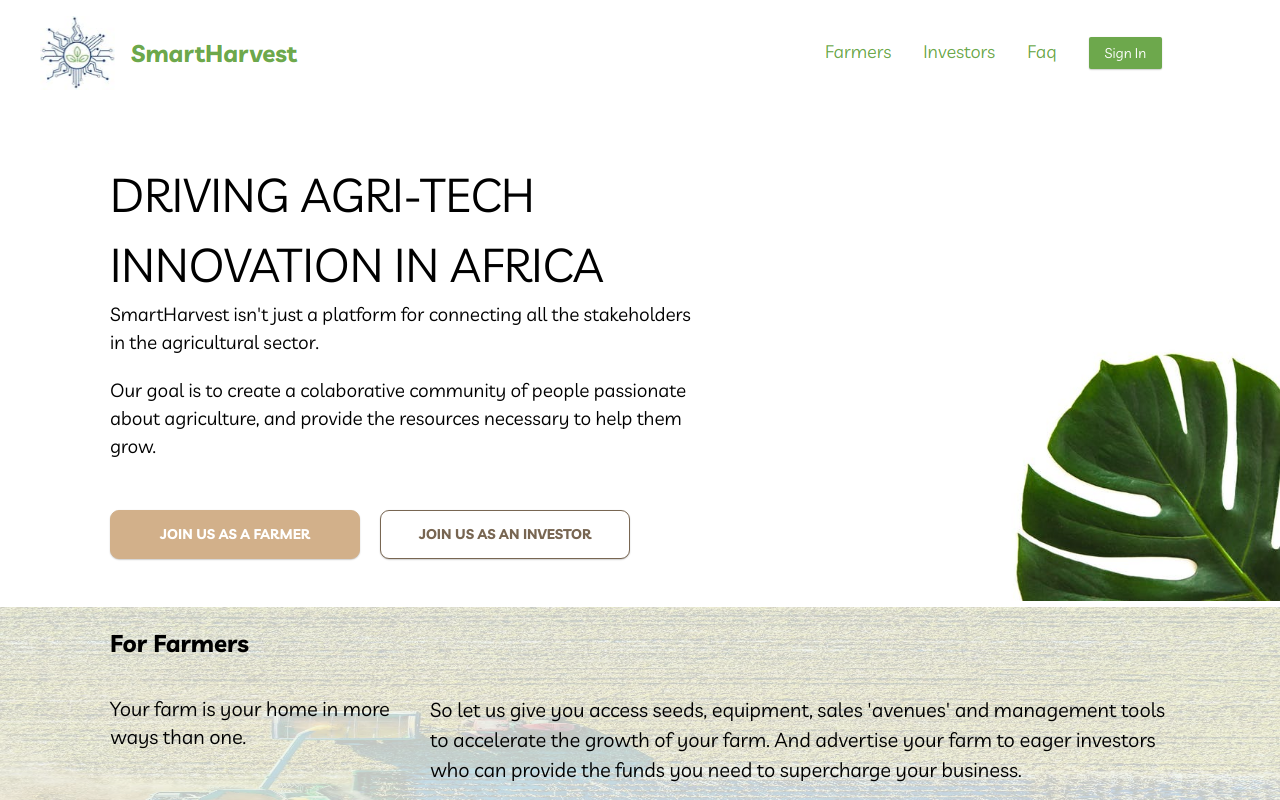 SmartHarvest
Farmers
Investors
Faq
Sign In
DRIVING AGRI-TECH
INNOVATION IN AFRICA
SmartHarvest isn't just a platform for connecting all the stakeholders
in the agricultural sector.
Our goal is to create a colaborative community of people passionate
about agriculture, and provide the resources necessary to help them
grow.
JOIN US AS A FARMER
JOIN US AS AN INVESTOR
For Farmers
Your farm is your home in more
ways than one.
So let us give you access seeds, equipment, sales 'avenues' and management tools
to accelerate the growth of your farm. And advertise your farm to eager investors
who can provide the funds you need to supercharge your business.